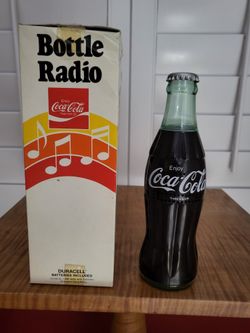 Bottle
Radio
Enjoy
Coca-Cola
DURACELL
BATTERIES INCLUDED
Enjoy
Coca-Cola